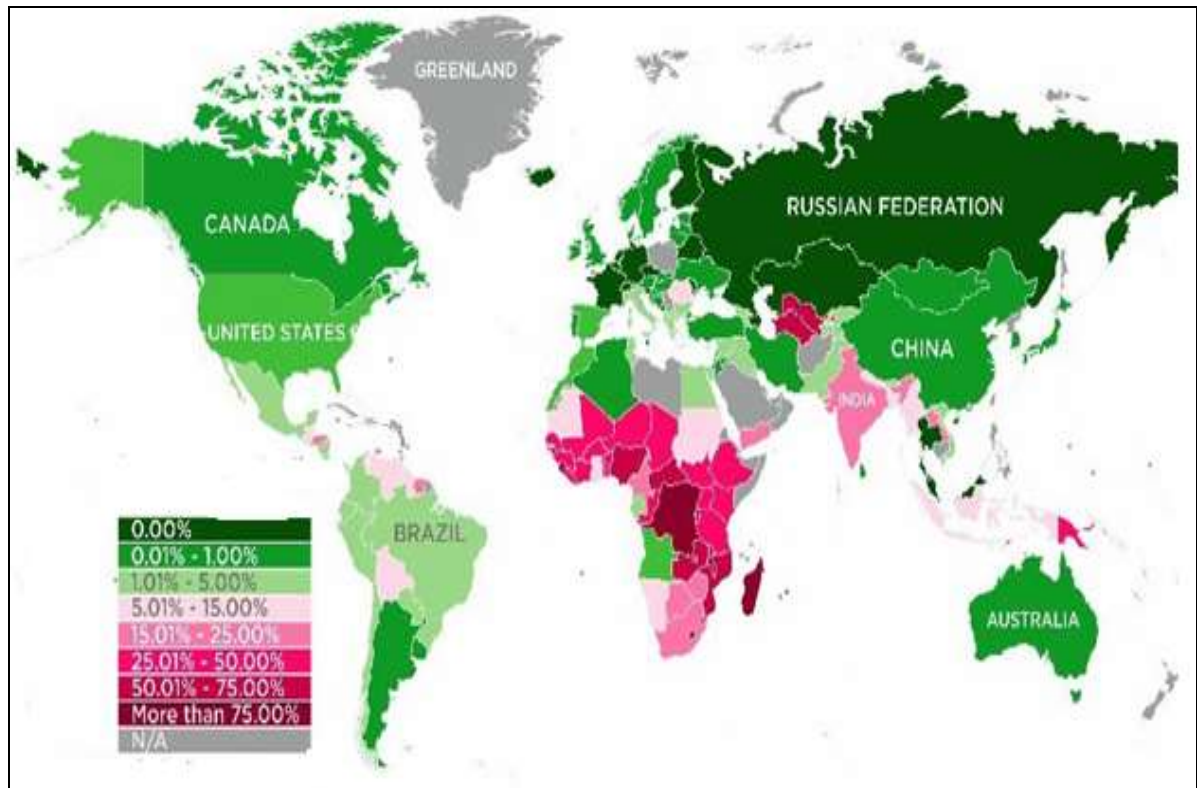 GREENLAND
CANADA
RUSSIAN FEDERATION
UNITED STATES
CHINA
INDIA
BRAZIL
AUSTRALIA
0.00%
0.01% - 1.00%
1.01% - 5.00%
5.01% - 15.00%
15.01% - 25.00%
25.01% - 50.00%
50.01% - 75.00%
More than 75.00%
N/A